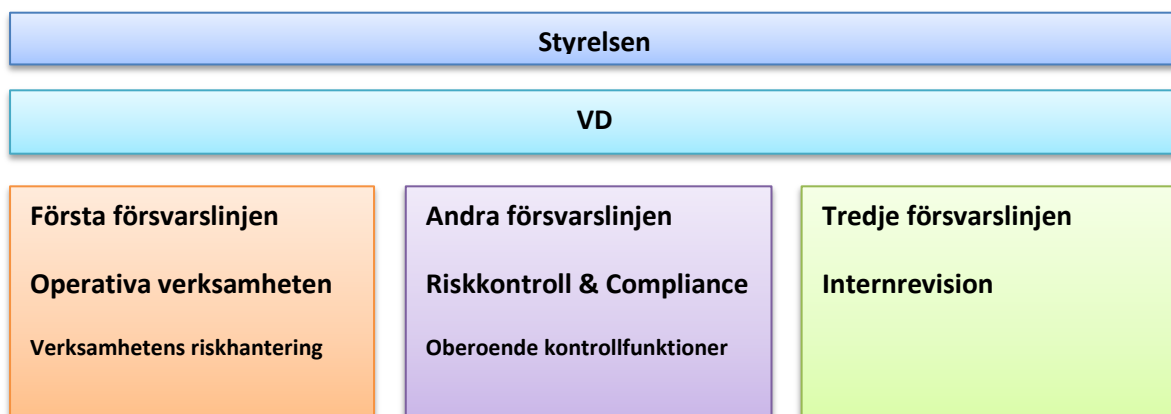 Styrelsen
VD
Första försvarslinjen
Operativa verksamheten
Verksamhetens riskhantering
Andra försvarslinjen
Riskkontroll & Compliance
Oberoende kontrollfunktioner
Tredje försvarslinjen
Internrevision